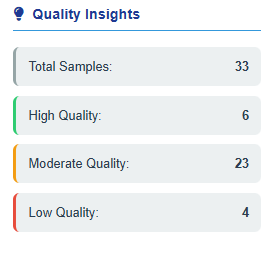 Quality Insights
Total Samples: 33
High Quality: 6
Moderate Quality: 23
Low Quality: 4